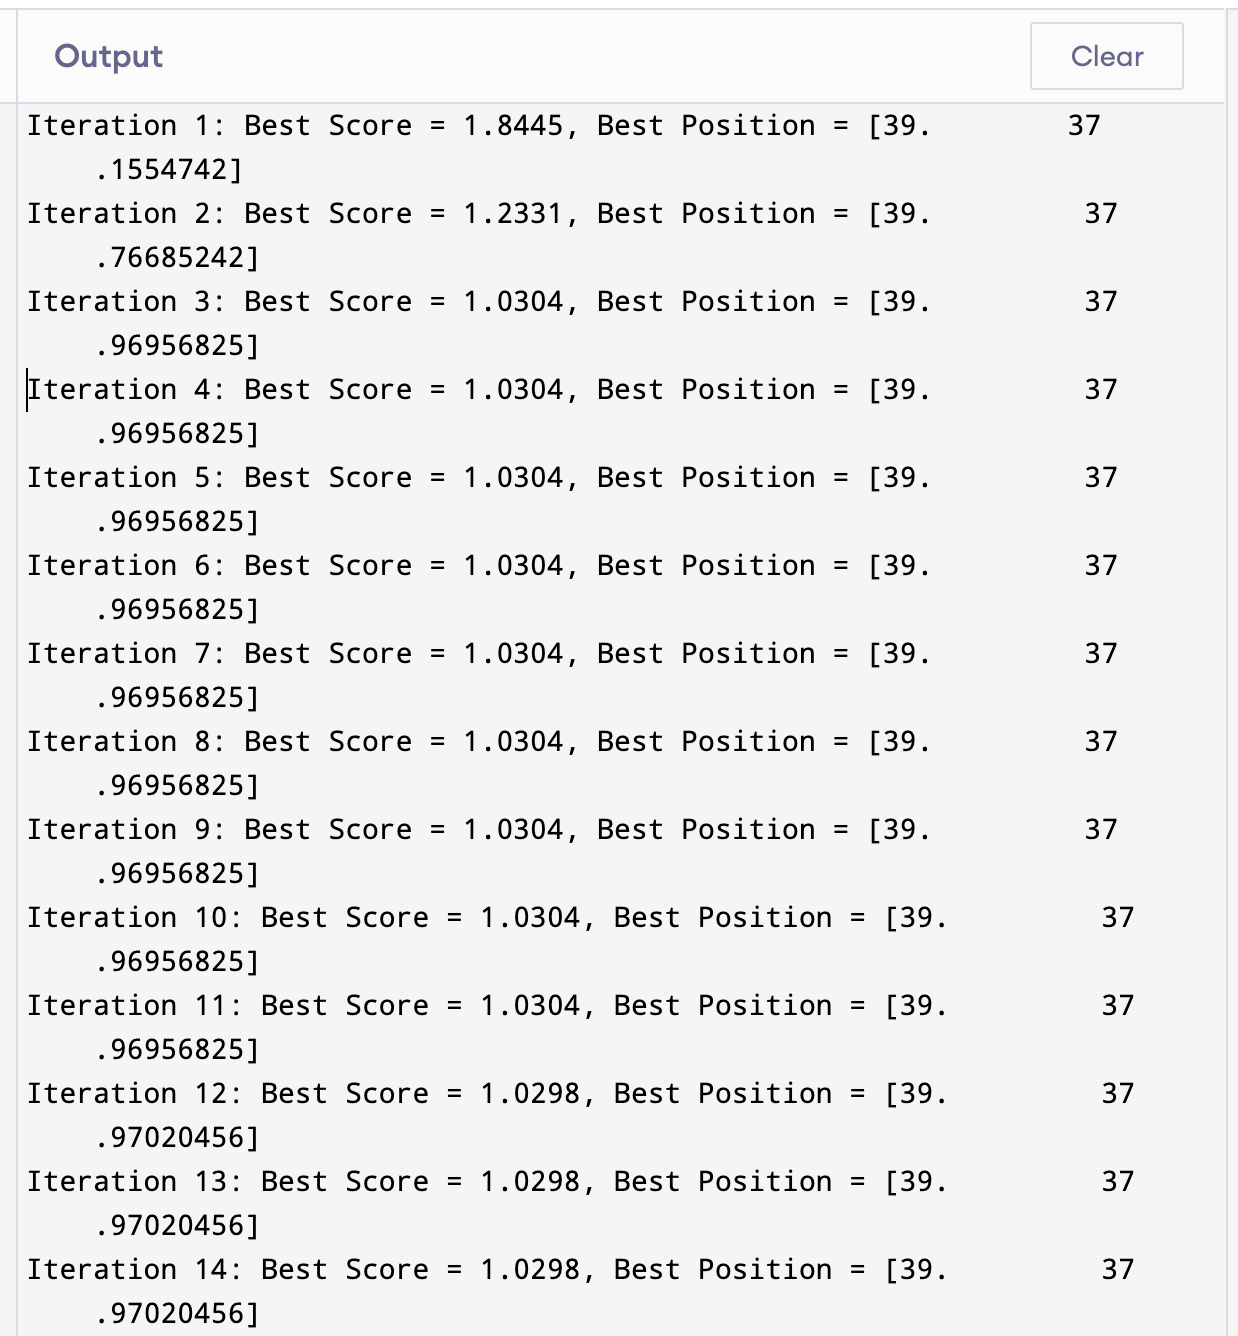 Output
Clear
Iteration 1: Best Score = 1.8445, Best Position = [39.        37
    .1554742]
Iteration 2: Best Score = 1.2331, Best Position = [39.         37
    .76685242]
Iteration 3: Best Score = 1.0304, Best Position = [39.         37
    .96956825]
Iteration 4: Best Score = 1.0304, Best Position = [39.         37
    .96956825]
Iteration 5: Best Score = 1.0304, Best Position = [39.         37
    .96956825]
Iteration 6: Best Score = 1.0304, Best Position = [39.         37
    .96956825]
Iteration 7: Best Score = 1.0304, Best Position = [39.         37
    .96956825]
Iteration 8: Best Score = 1.0304, Best Position = [39.         37
    .96956825]
Iteration 9: Best Score = 1.0304, Best Position = [39.         37
    .96956825]
Iteration 10: Best Score = 1.0304, Best Position = [39.         37
    .96956825]
Iteration 11: Best Score = 1.0304, Best Position = [39.         37
    .96956825]
Iteration 12: Best Score = 1.0298, Best Position = [39.         37
    .97020456]
Iteration 13: Best Score = 1.0298, Best Position = [39.         37
    .97020456]
Iteration 14: Best Score = 1.0298, Best Position = [39.         37
    .97020456]